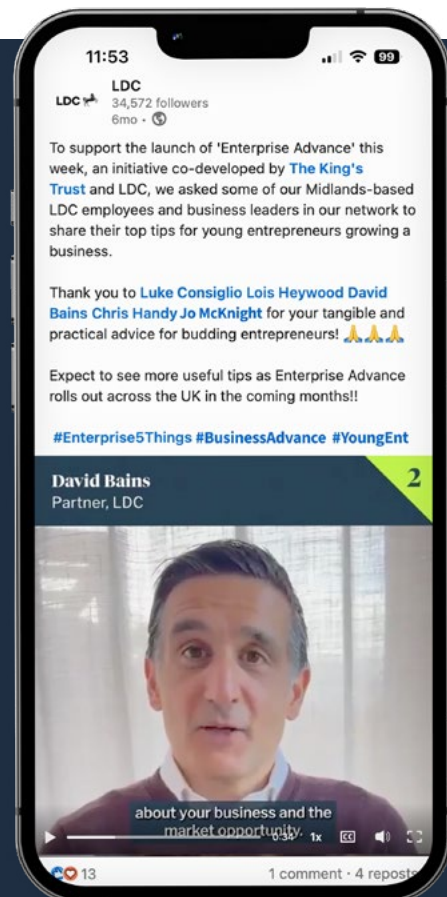 11:53
99
LDC
LDC
34,572 followers
6mo •
To support the launch of 'Enterprise Advance' this
week, an initiative co-developed by The King's
Trust and LDC, we asked some of our Midlands-based
LDC employees and business leaders in our network to
share their top tips for young entrepreneurs growing a
business.
Thank you to Luke Consiglio Lois Heywood David
Bains Chris Handy Jo McKnight for your tangible and
practical advice for budding entrepreneurs! 🙏🙏🙏
Expect to see more useful tips as Enterprise Advance
rolls out across the UK in the coming months!!
#Enterprise5Things #BusinessAdvance #YoungEnt
David Bains
2
Partner, LDC
about your business and the
market opportunity.
0:34 1x CC
13
1 comment · 4 reposts